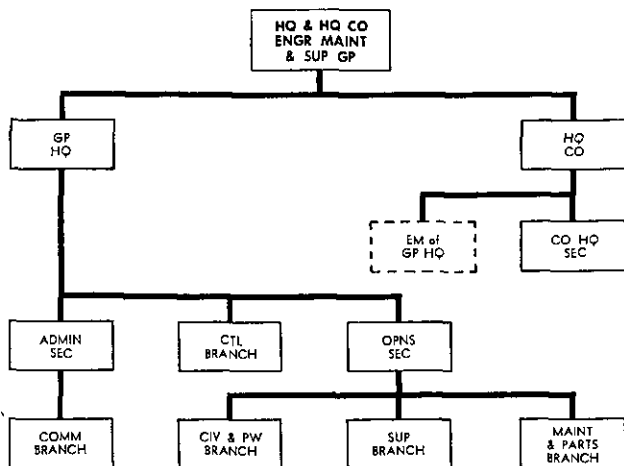 HQ & HQ CO
ENGR MAINT
& SUP GP
GP
HQ
HQ
CO
EM of
GP HQ
CO HQ
SEC
ADMIN
SEC
CTL
BRANCH
OPNS
SEC
COMM
BRANCH
CIV & PW
BRANCH
SUP
BRANCH
MAINT
& PARTS
BRANCH